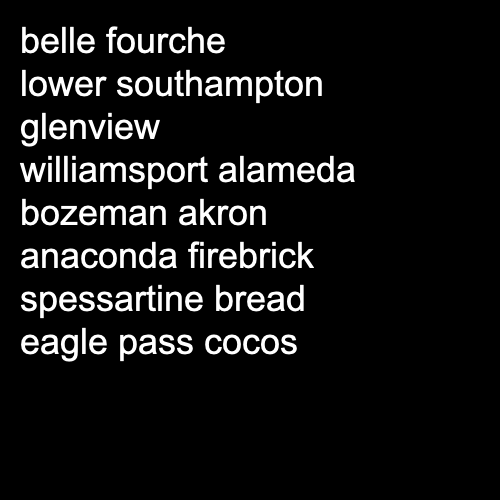 belle fourche
lower southampton
glenview
williamsport alameda
bozeman akron
anaconda firebrick
spessartine bread
eagle pass cocos